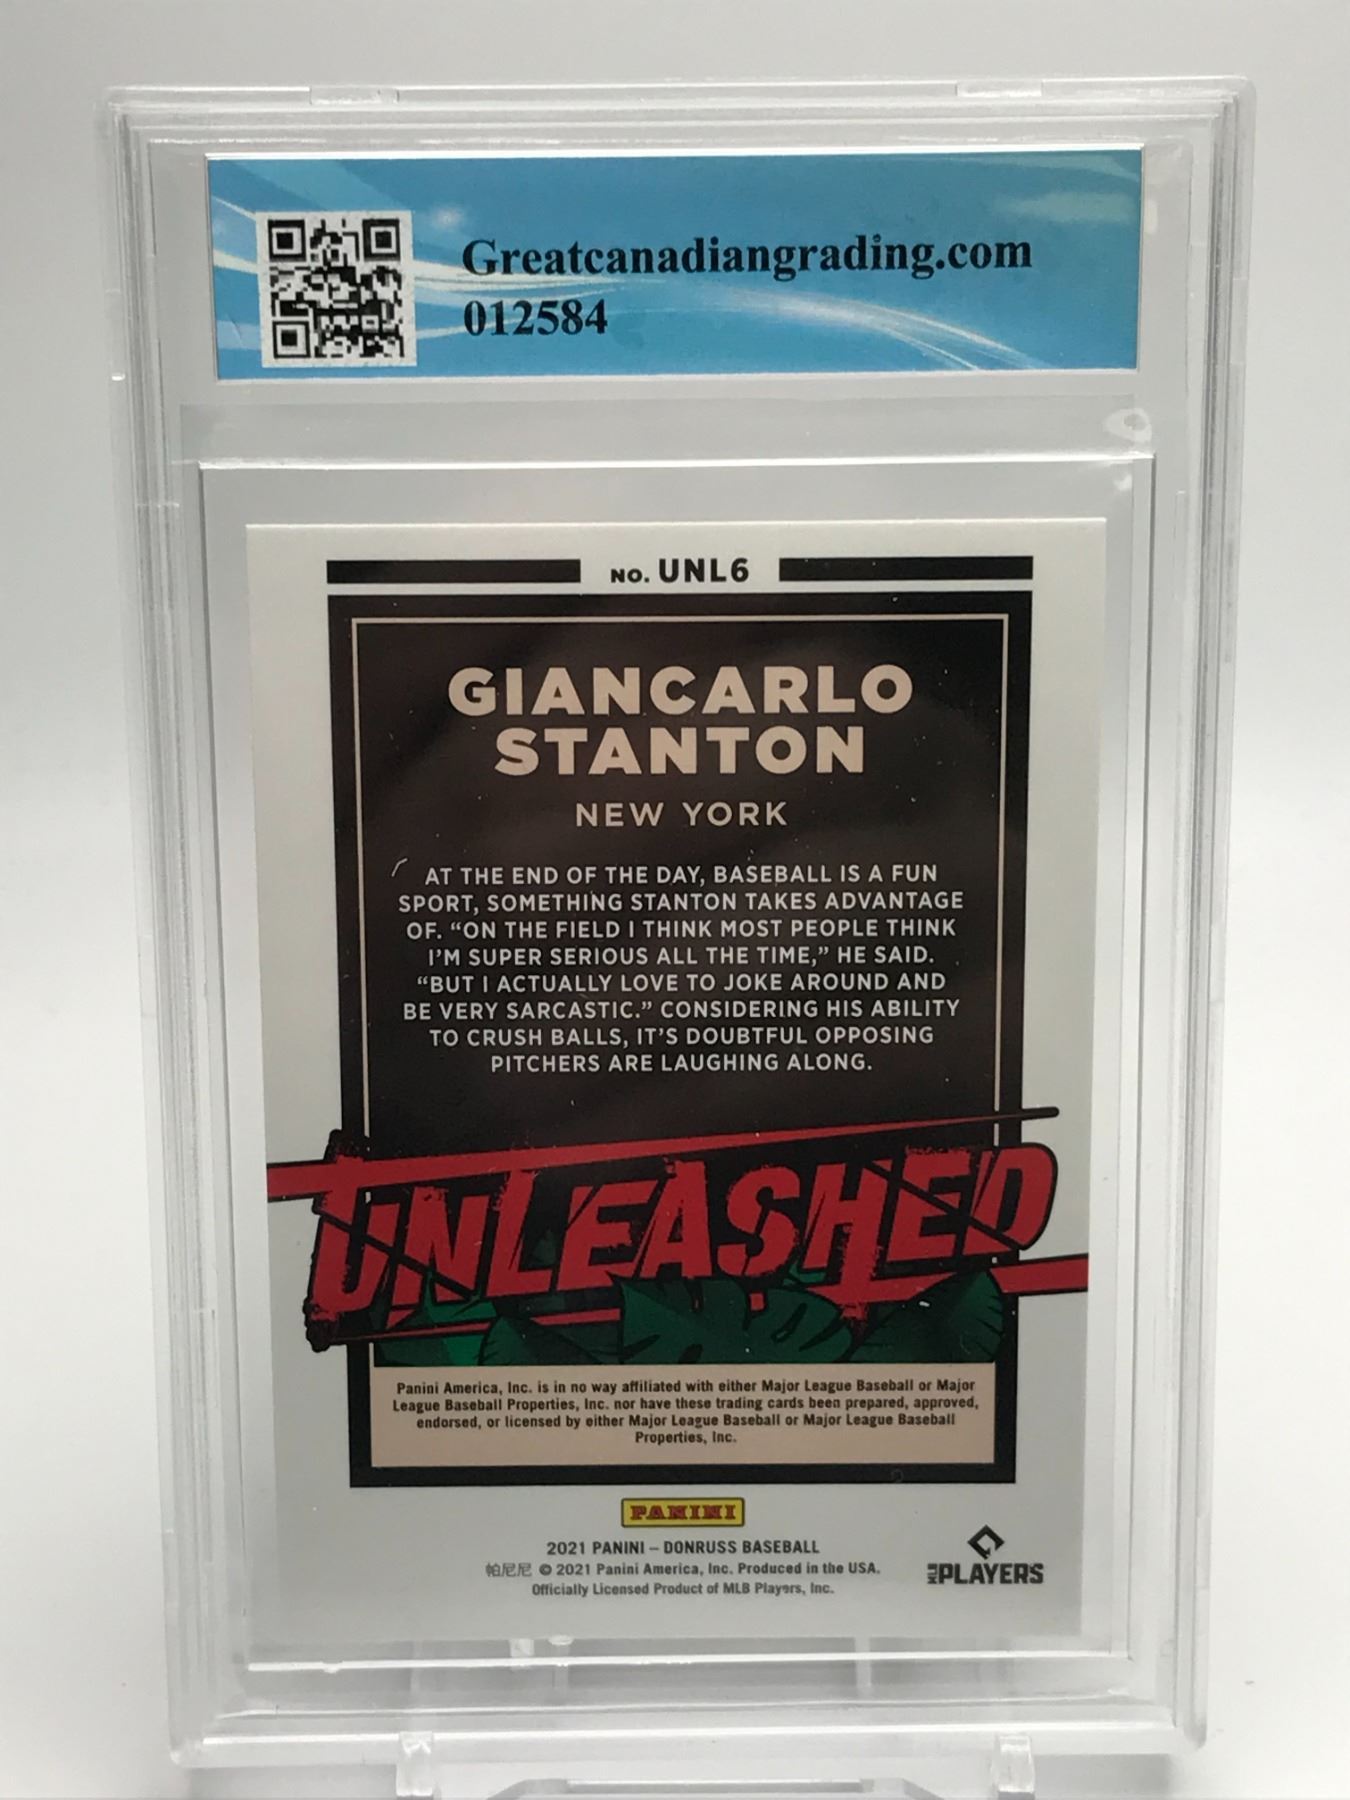 Greatcanadiangrading.com
012584
NO. UNL6
GIANCARLO
STANTON
NEW YORK
AT THE END OF THE DAY, BASEBALL IS A FUN
SPORT, SOMETHING STANTON TAKES ADVANTAGE
OF. “ON THE FIELD I THINK MOST PEOPLE THINK
I’M SUPER SERIOUS ALL THE TIME,” HE SAID.
“BUT I ACTUALLY LOVE TO JOKE AROUND AND
BE VERY SARCASTIC.” CONSIDERING HIS ABILITY
TO CRUSH BALLS, IT’S DOUBTFUL OPPOSING
PITCHERS ARE LAUGHING ALONG.
UNLEASHED
Panini America, Inc. is in no way affiliated with either Major League Baseball or Major
League Baseball Properties, Inc. nor have these trading cards been prepared, approved,
endorsed, or licensed by either Major League Baseball or Major League Baseball
Properties, Inc.
PANINI
2021 PANINI – DONRUSS BASEBALL
帕尼尼 © 2021 Panini America, Inc. Produced in the USA.
Officially Licensed Product of MLB Players, Inc.
MLB PLAYERS